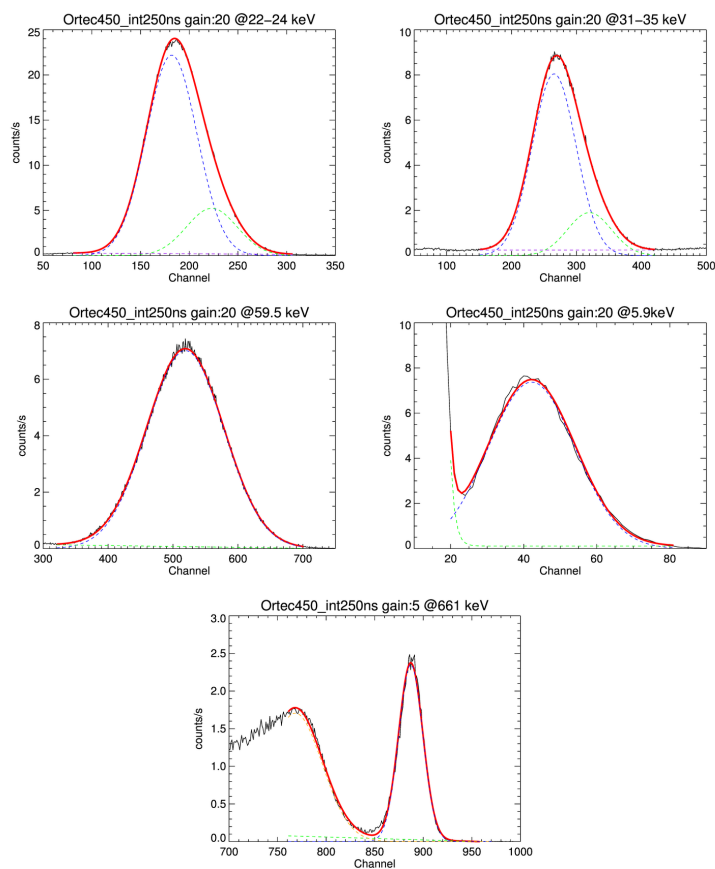 Ortec450_int250ns gain:20 @22−24 keV
25
20
15
10
5
0
counts/s
50 100 150 200 250 300 350
Channel
Ortec450_int250ns gain:20 @31−35 keV
10
8
6
4
2
0
counts/s
100 200 300 400 500
Channel
Ortec450_int250ns gain:20 @59.5 keV
8
6
4
2
0
counts/s
300 400 500 600 700
Channel
Ortec450_int250ns gain:20 @5.9keV
10
8
6
4
2
0
counts/s
20 40 60 80
Channel
Ortec450_int250ns gain:5 @661 keV
3.0
2.5
2.0
1.5
1.0
0.5
0.0
counts/s
700 750 800 850 900 950 1000
Channel